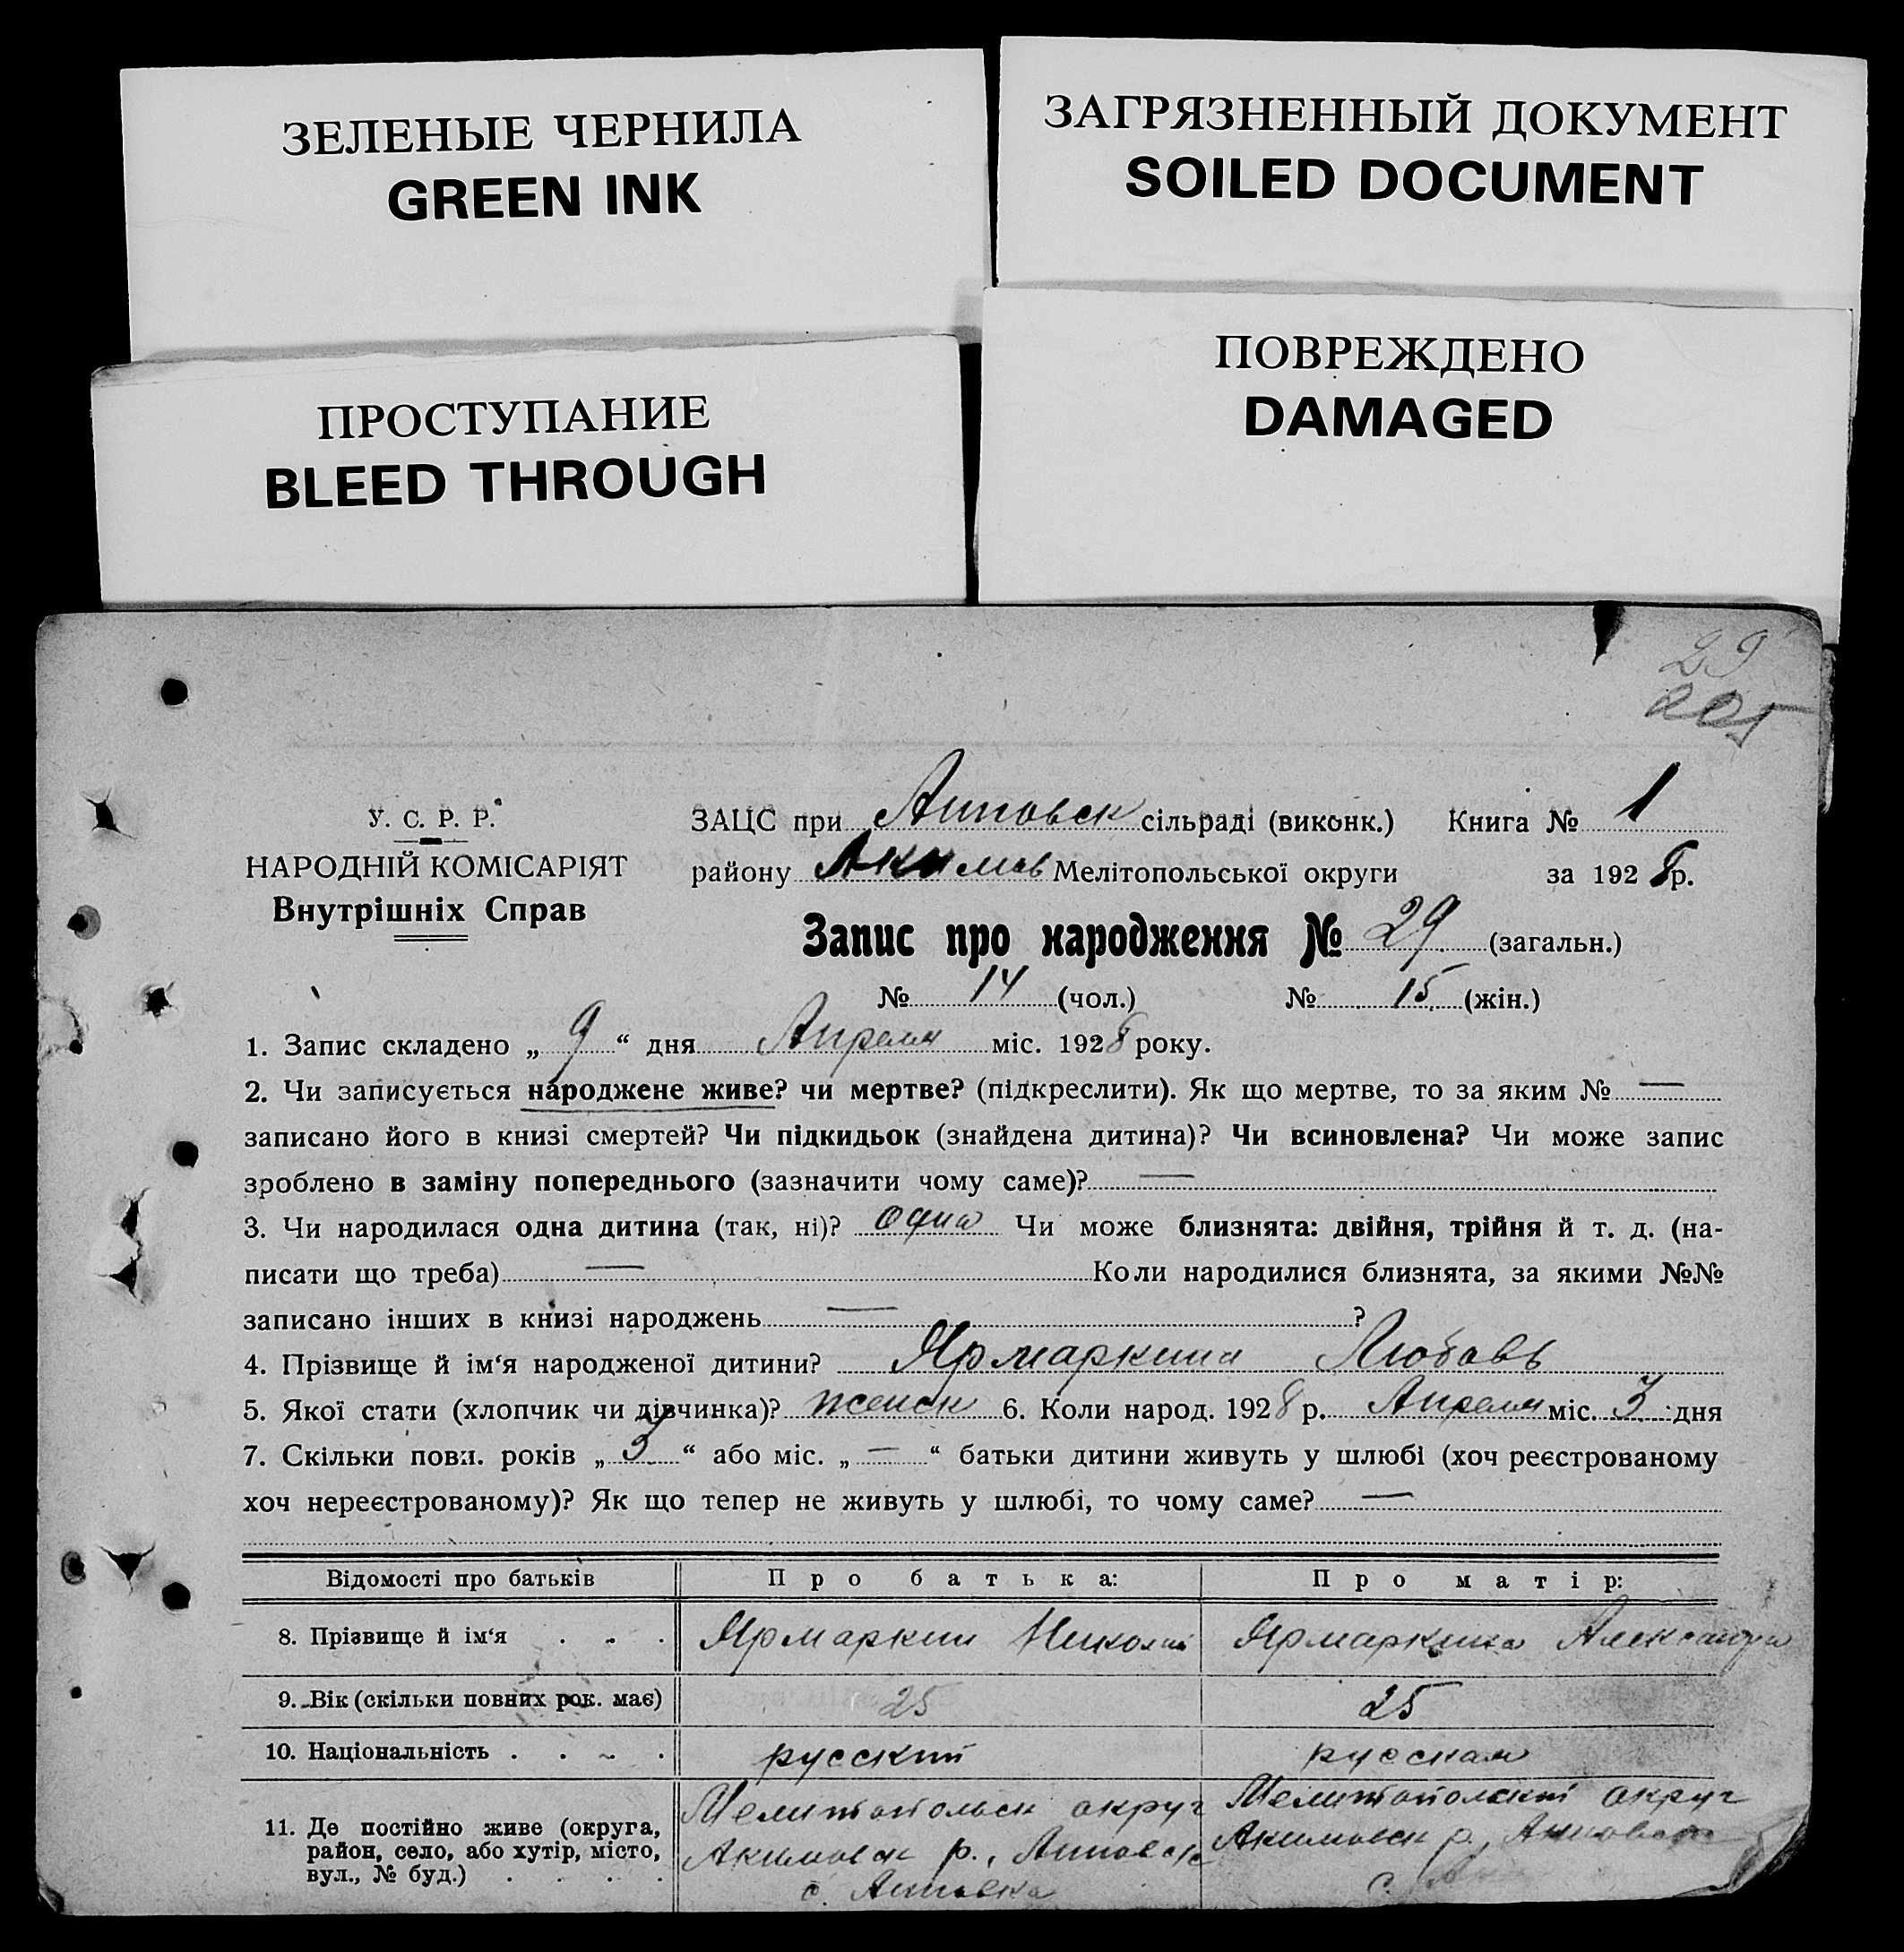 ЗЕЛЕНЫЕ ЧЕРНИЛА
GREEN INK
ЗАГРЯЗНЕННЫЙ ДОКУМЕНТ
SOILED DOCUMENT
ПРОСТУПАНИЕ
BLEED THROUGH
ПОВРЕЖДЕНО
DAMAGED
29
205
У. С. Р. Р.
НАРОДНІЙ КОМІСАРІЯТ
Внутрішніх Справ
ЗАЦС при сільраді (виконк.) Книга № 1
району Акимов Мелітопольської округи за 1928 р.
Запис про народження № 29 (загальн.)
№ 14 (чол.) № 15 (жін.)
1. Запис складено „ 9 “ дня Апреля міс. 1928 року.
2. Чи записується народжене живе? чи мертве? (підкреслити). Як що мертве, то за яким № —
записано його в книзі смертей? Чи підкидьок (знайдена дитина)? Чи всиновлена? Чи може запис
зроблено в заміну попереднього (зазначити чому саме)? —
3. Чи народилася одна дитина (так, ні)? одна Чи може близнята: двійня, трійня й т. д. (на-
писати що треба) — Коли народилися близнята, за якими №№
записано інших в книзі народжень — ?
4. Прізвище й ім‘я народженої дитини? Ярмаркина Любовь
5. Якої стати (хлопчик чи дівчинка)? женск 6. Коли народ. 1928 р. Апреля міс. 3 дня
7. Скільки повн. років „ 3 “ або міс. „ — “ батьки дитини живуть у шлюбі (хоч реєстрованому
хоч нереєстрованому)? Як що тепер не живуть у шлюбі, то чому саме? —
Відомості про батьків Про батька: Про матір:
8. Прізвище й ім‘я . . . Ярмаркин Николай Ярмаркина Александра
9. Вік (скільки повних рок. має) 25 25
10. Національність . . . . русский русская
11. Де постійно живе (округа, район, село, або хутір, місто, вул., № буд.) . . . .
Мелитопольск округ
Акимовск р.,
с.
Мелитопольский округ
Акимовск р.,
с.